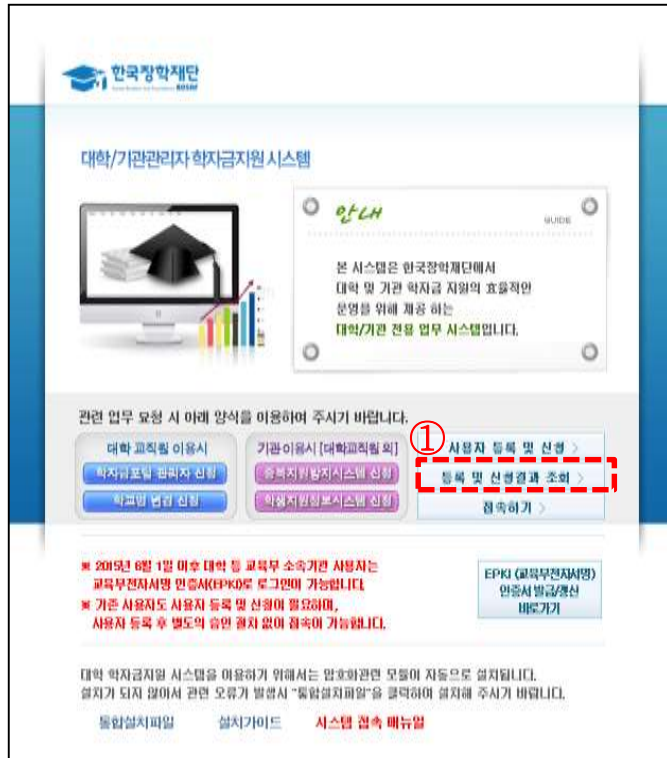 한국장학재단
KOSAF
대학/기관관리자 학자금지원 시스템
안내
GUIDE
본 시스템은 한국장학재단에서
대학 및 기관 학자금 지원의 효율적인
운영을 위해 제공 하는
대학/기관 전용 업무 시스템입니다.
관련 업무 요청 시 아래 양식을 이용하여 주시기 바랍니다.
대학 교직원 이용시
학자금포털 관리자 신청
학교명 변경 신청
기관이용시 [대학교직원 외]
중복지원방지시스템 신청
학생지원정보시스템 신청
①
사용자 등록 및 신청 >
등록 및 신청결과 조회 >
접속하기 >
※ 2015년 6월 1일 이후 대학 등 교육부 소속기관 사용자는
교육부전자서명 인증서(EPKI)로 로그인이 가능합니다.
※ 기존 사용자도 사용자 등록 및 신청이 필요하며,
사용자 등록 후 별도의 승인 절차 없이 접속이 가능합니다.
EPKI (교육부전자서명)
인증서 발급/갱신
바로가기
대학 학자금지원 시스템을 이용하기 위해서는 암호화관련 모듈이 자동으로 설치됩니다.
설치가 되지 않아서 관련 오류가 발생시 "통합설치파일"을 클릭하여 설치해 주시기 바랍니다.
통합설치파일 설치가이드 시스템 접속 매뉴얼